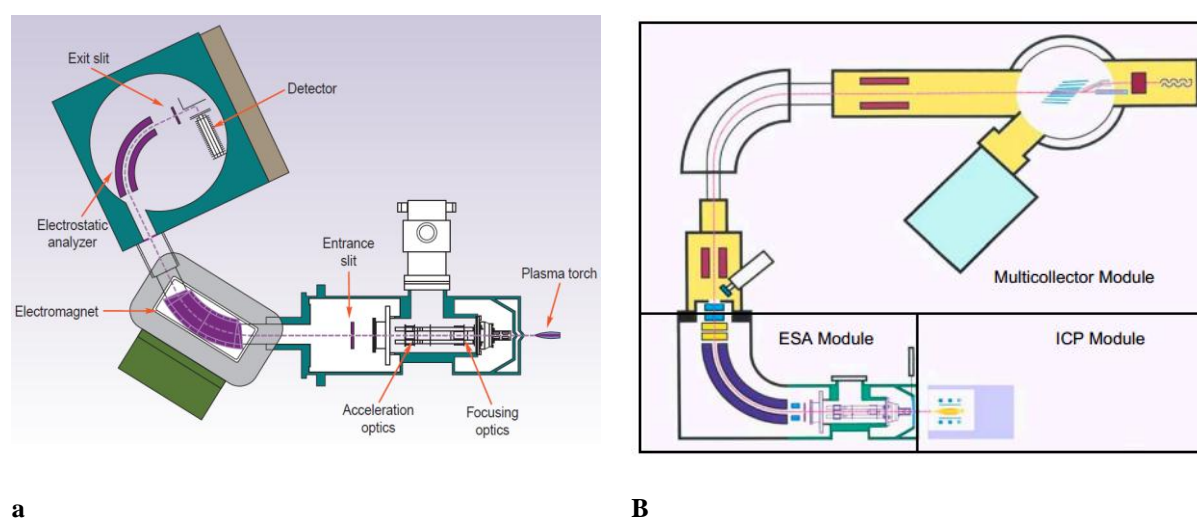 Exit slit
Detector
Electrostatic
analyzer
Entrance
slit
Plasma torch
Electromagnet
Acceleration
optics
Focusing
optics
Multicollector Module
ESA Module
ICP Module
a
B